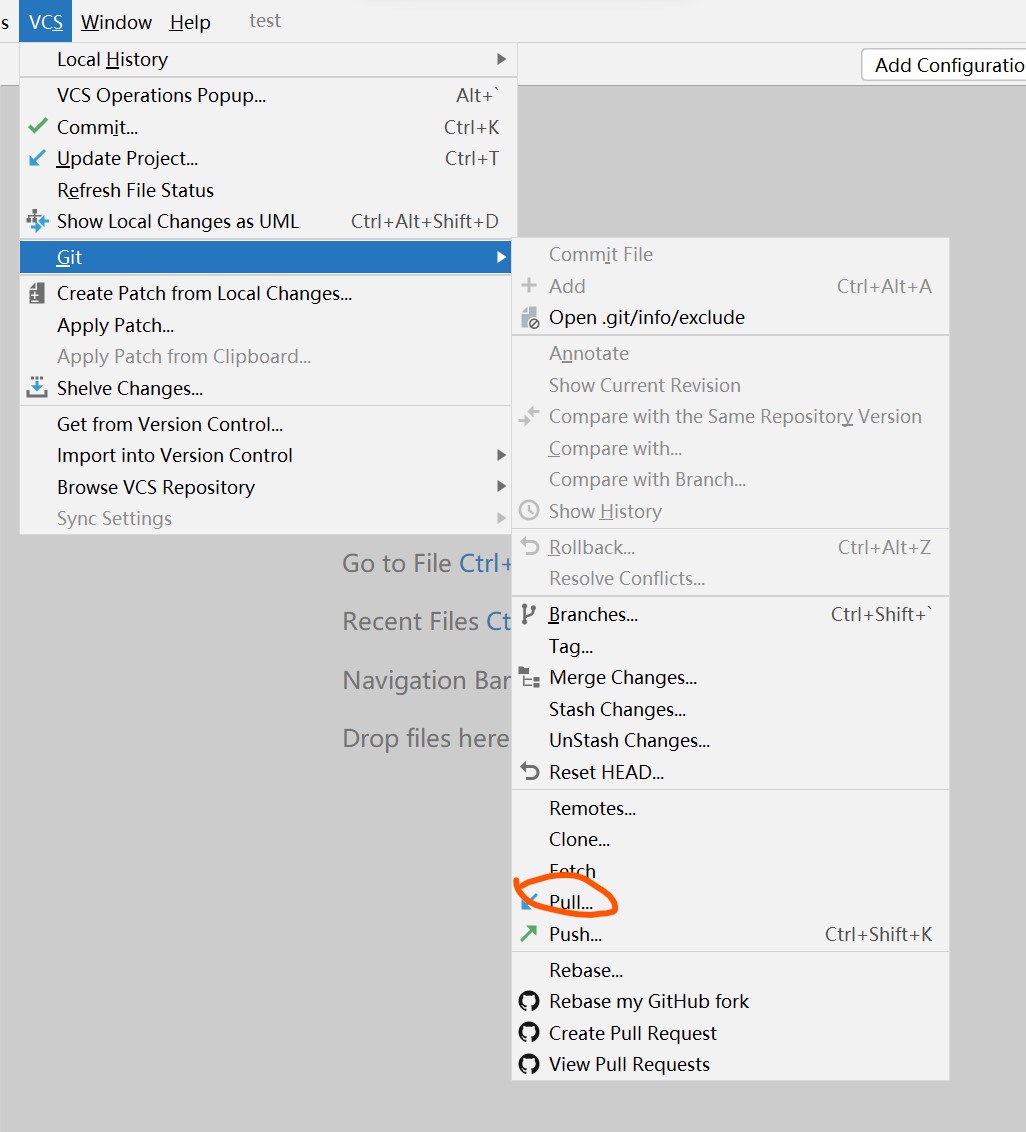 s VCS Window Help test
Add Configuratio
Local History
VCS Operations Popup... Alt+`
Commit... Ctrl+K
Update Project... Ctrl+T
Refresh File Status
Show Local Changes as UML Ctrl+Alt+Shift+D
Git
Create Patch from Local Changes...
Apply Patch...
Apply Patch from Clipboard...
Shelve Changes...
Get from Version Control...
Import into Version Control
Browse VCS Repository
Sync Settings
Commit File
Add Ctrl+Alt+A
Open .git/info/exclude
Annotate
Show Current Revision
Compare with the Same Repository Version
Compare with...
Compare with Branch...
Show History
Rollback... Ctrl+Alt+Z
Resolve Conflicts...
Branches... Ctrl+Shift+`
Tag...
Merge Changes...
Stash Changes...
UnStash Changes...
Reset HEAD...
Remotes...
Clone...
Fetch
Pull...
Push... Ctrl+Shift+K
Rebase...
Rebase my GitHub fork
Create Pull Request
View Pull Requests
Go to File Ctrl+
Recent Files Ct
Navigation Bar
Drop files here